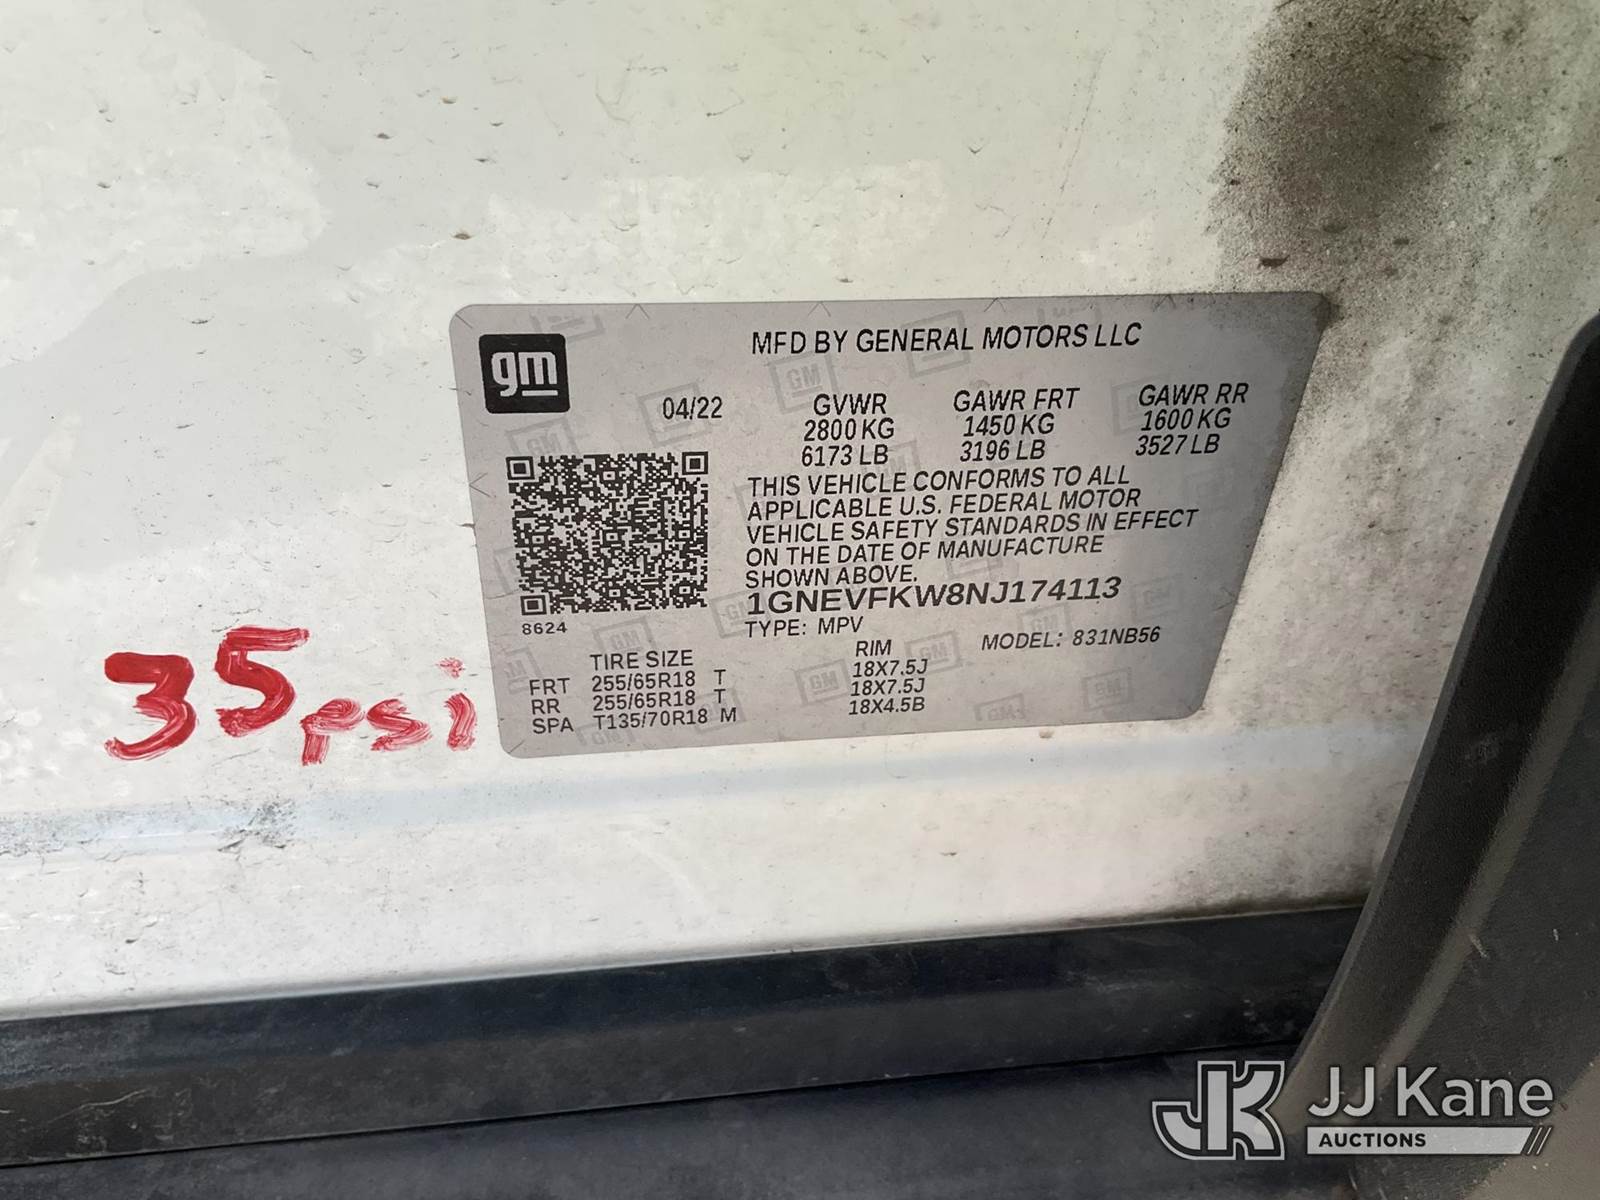 gm
MFD BY GENERAL MOTORS LLC
04/22 GVWR GAWR FRT GAWR RR
2800 KG 1450 KG 1600 KG
6173 LB 3196 LB 3527 LB
THIS VEHICLE CONFORMS TO ALL
APPLICABLE U.S. FEDERAL MOTOR
VEHICLE SAFETY STANDARDS IN EFFECT
ON THE DATE OF MANUFACTURE
SHOWN ABOVE.
1GNEVFKW8NJ174113
8624
TYPE: MPV
MODEL: 831NB56
TIRE SIZE RIM
FRT 255/65R18 T 18X7.5J
RR 255/65R18 T 18X7.5J
SPA T135/70R18 M 18X4.5B
35psi
JK JJ Kane
AUCTIONS